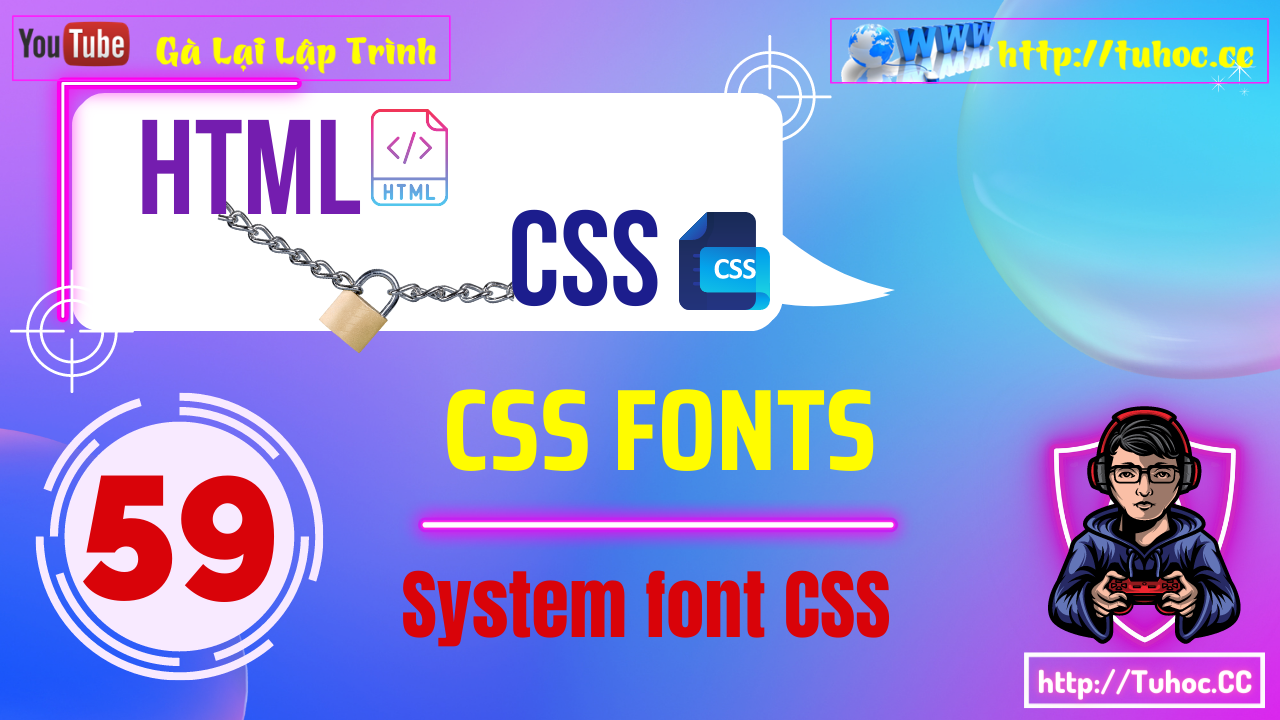 YouTube
Gà Lại Lập Trình
WWW
http://tuhoc.cc
HTML
</>
HTML
CSS
CSS
CSS FONTS
59
System font CSS
http://Tuhoc.CC